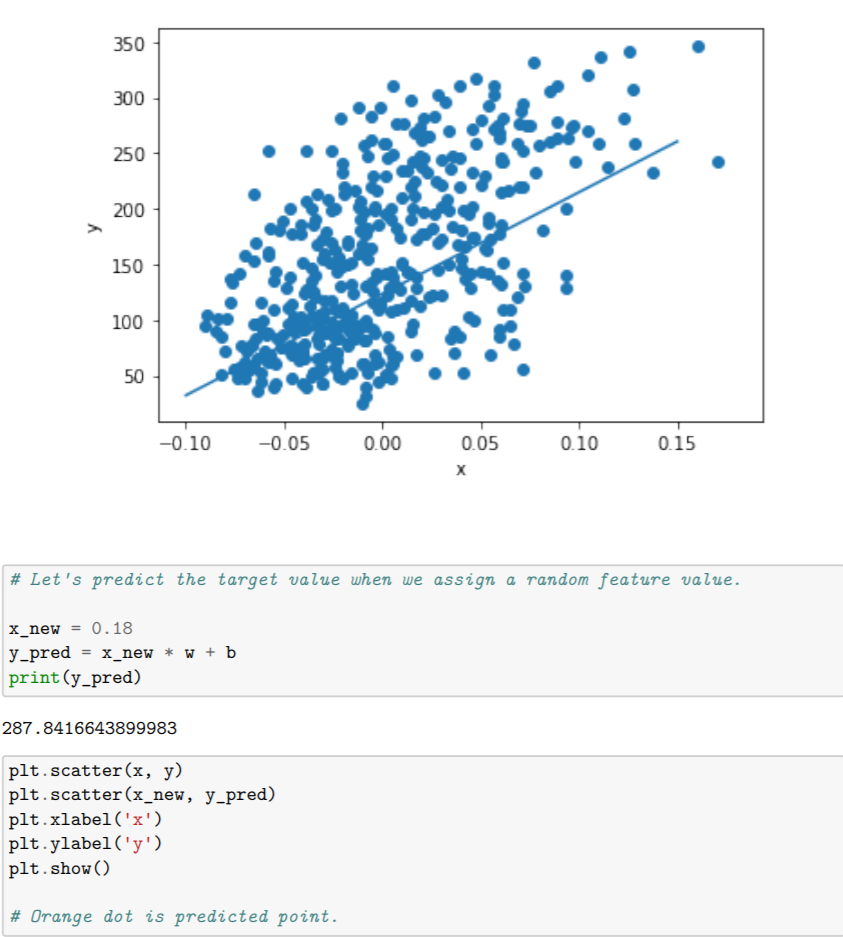 350
300
250
200
150
100
50
y
−0.10 −0.05 0.00 0.05 0.10 0.15
x
# Let's predict the target value when we assign a random feature value.
x_new = 0.18
y_pred = x_new * w + b
print(y_pred)
287.8416643899983
plt.scatter(x, y)
plt.scatter(x_new, y_pred)
plt.xlabel('x')
plt.ylabel('y')
plt.show()
# Orange dot is predicted point.